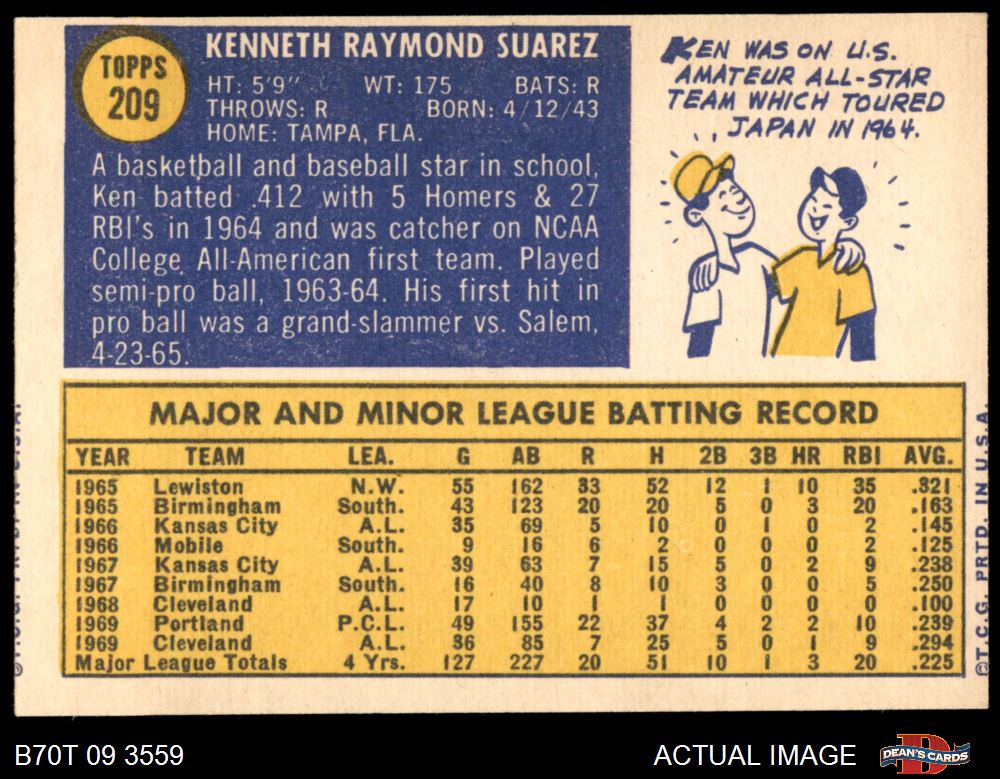 TOPPS
209
KENNETH RAYMOND SUAREZ
HT: 5'9" WT: 175 BATS: R
THROWS: R BORN: 4/12/43
HOME: TAMPA, FLA.
A basketball and baseball star in school,
Ken batted .412 with 5 Homers & 27
RBI's in 1964 and was catcher on NCAA
College All-American first team. Played
semi-pro ball, 1963-64. His first hit in
pro ball was a grand-slammer vs. Salem,
4-23-65.
KEN WAS ON U.S.
AMATEUR ALL-STAR
TEAM WHICH TOURED
JAPAN IN 1964.
MAJOR AND MINOR LEAGUE BATTING RECORD
YEAR TEAM LEA. G AB R H 2B 3B HR RBI AVG.
1965 Lewiston N.W. 55 162 33 52 12 1 10 35 .321
1965 Birmingham South. 43 123 20 20 5 0 3 20 .163
1966 Kansas City A.L. 35 69 5 10 0 1 0 2 .145
1966 Mobile South. 9 16 6 2 0 0 0 2 .125
1967 Kansas City A.L. 39 63 7 15 5 0 2 9 .238
1967 Birmingham South. 16 40 8 10 3 0 0 5 .250
1968 Cleveland A.L. 17 10 1 1 0 0 0 0 .100
1969 Portland P.C.L. 49 155 22 37 4 2 2 10 .239
1969 Cleveland A.L. 36 85 7 25 5 0 1 9 .294
Major League Totals 4 Yrs. 127 227 20 51 10 1 3 20 .225
©T.C.G. PRTD. IN U.S.A.
B70T 09 3559
ACTUAL IMAGE
DEAN'S CARDS